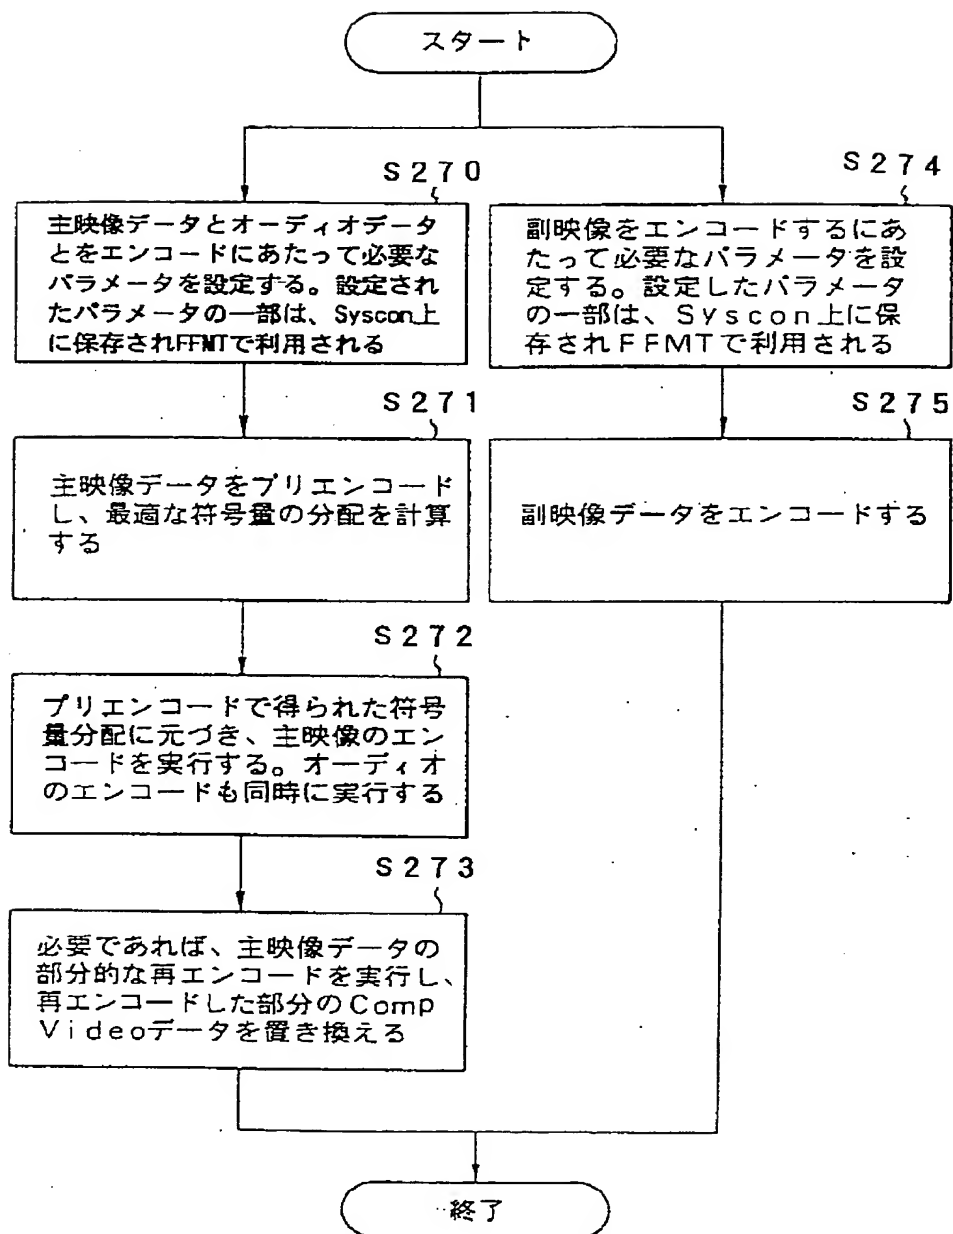 スタート
S270
主映像データとオーディオデータ
とをエンコードにあたって必要な
パラメータを設定する。設定され
たパラメータの一部は、Syscon上
に保存されFFMTで利用される
S271
主映像データをプリエンコード
し、最適な符号量の分配を計算
する
S272
プリエンコードで得られた符号
量分配に元づき、主映像のエン
コードを実行する。オーディオ
のエンコードも同時に実行する
S273
必要であれば、主映像データの
部分的な再エンコードを実行し、
再エンコードした部分のComp
Videoデータを置き換える
S274
副映像をエンコードするにあ
たって必要なパラメータを設
定する。設定したパラメータ
の一部は、Syscon上に保
存されFFMTで利用される
S275
副映像データをエンコードする
終了